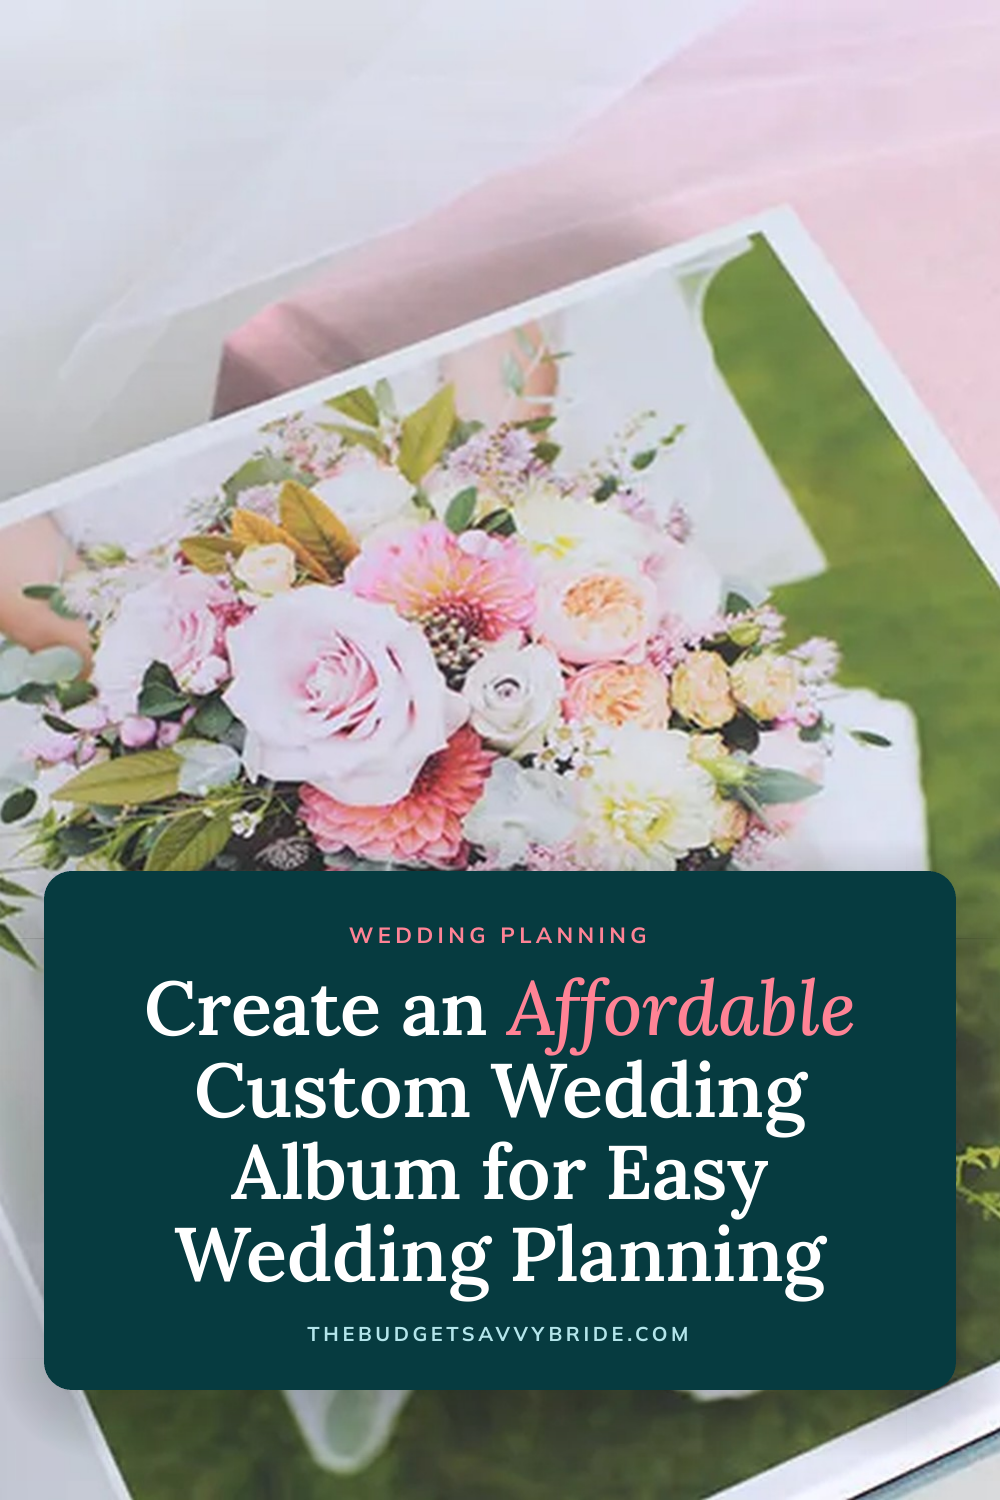 WEDDING PLANNING
Create an Affordable
Custom Wedding
Album for Easy
Wedding Planning
THEBUDGETSAVVYBRIDE.COM